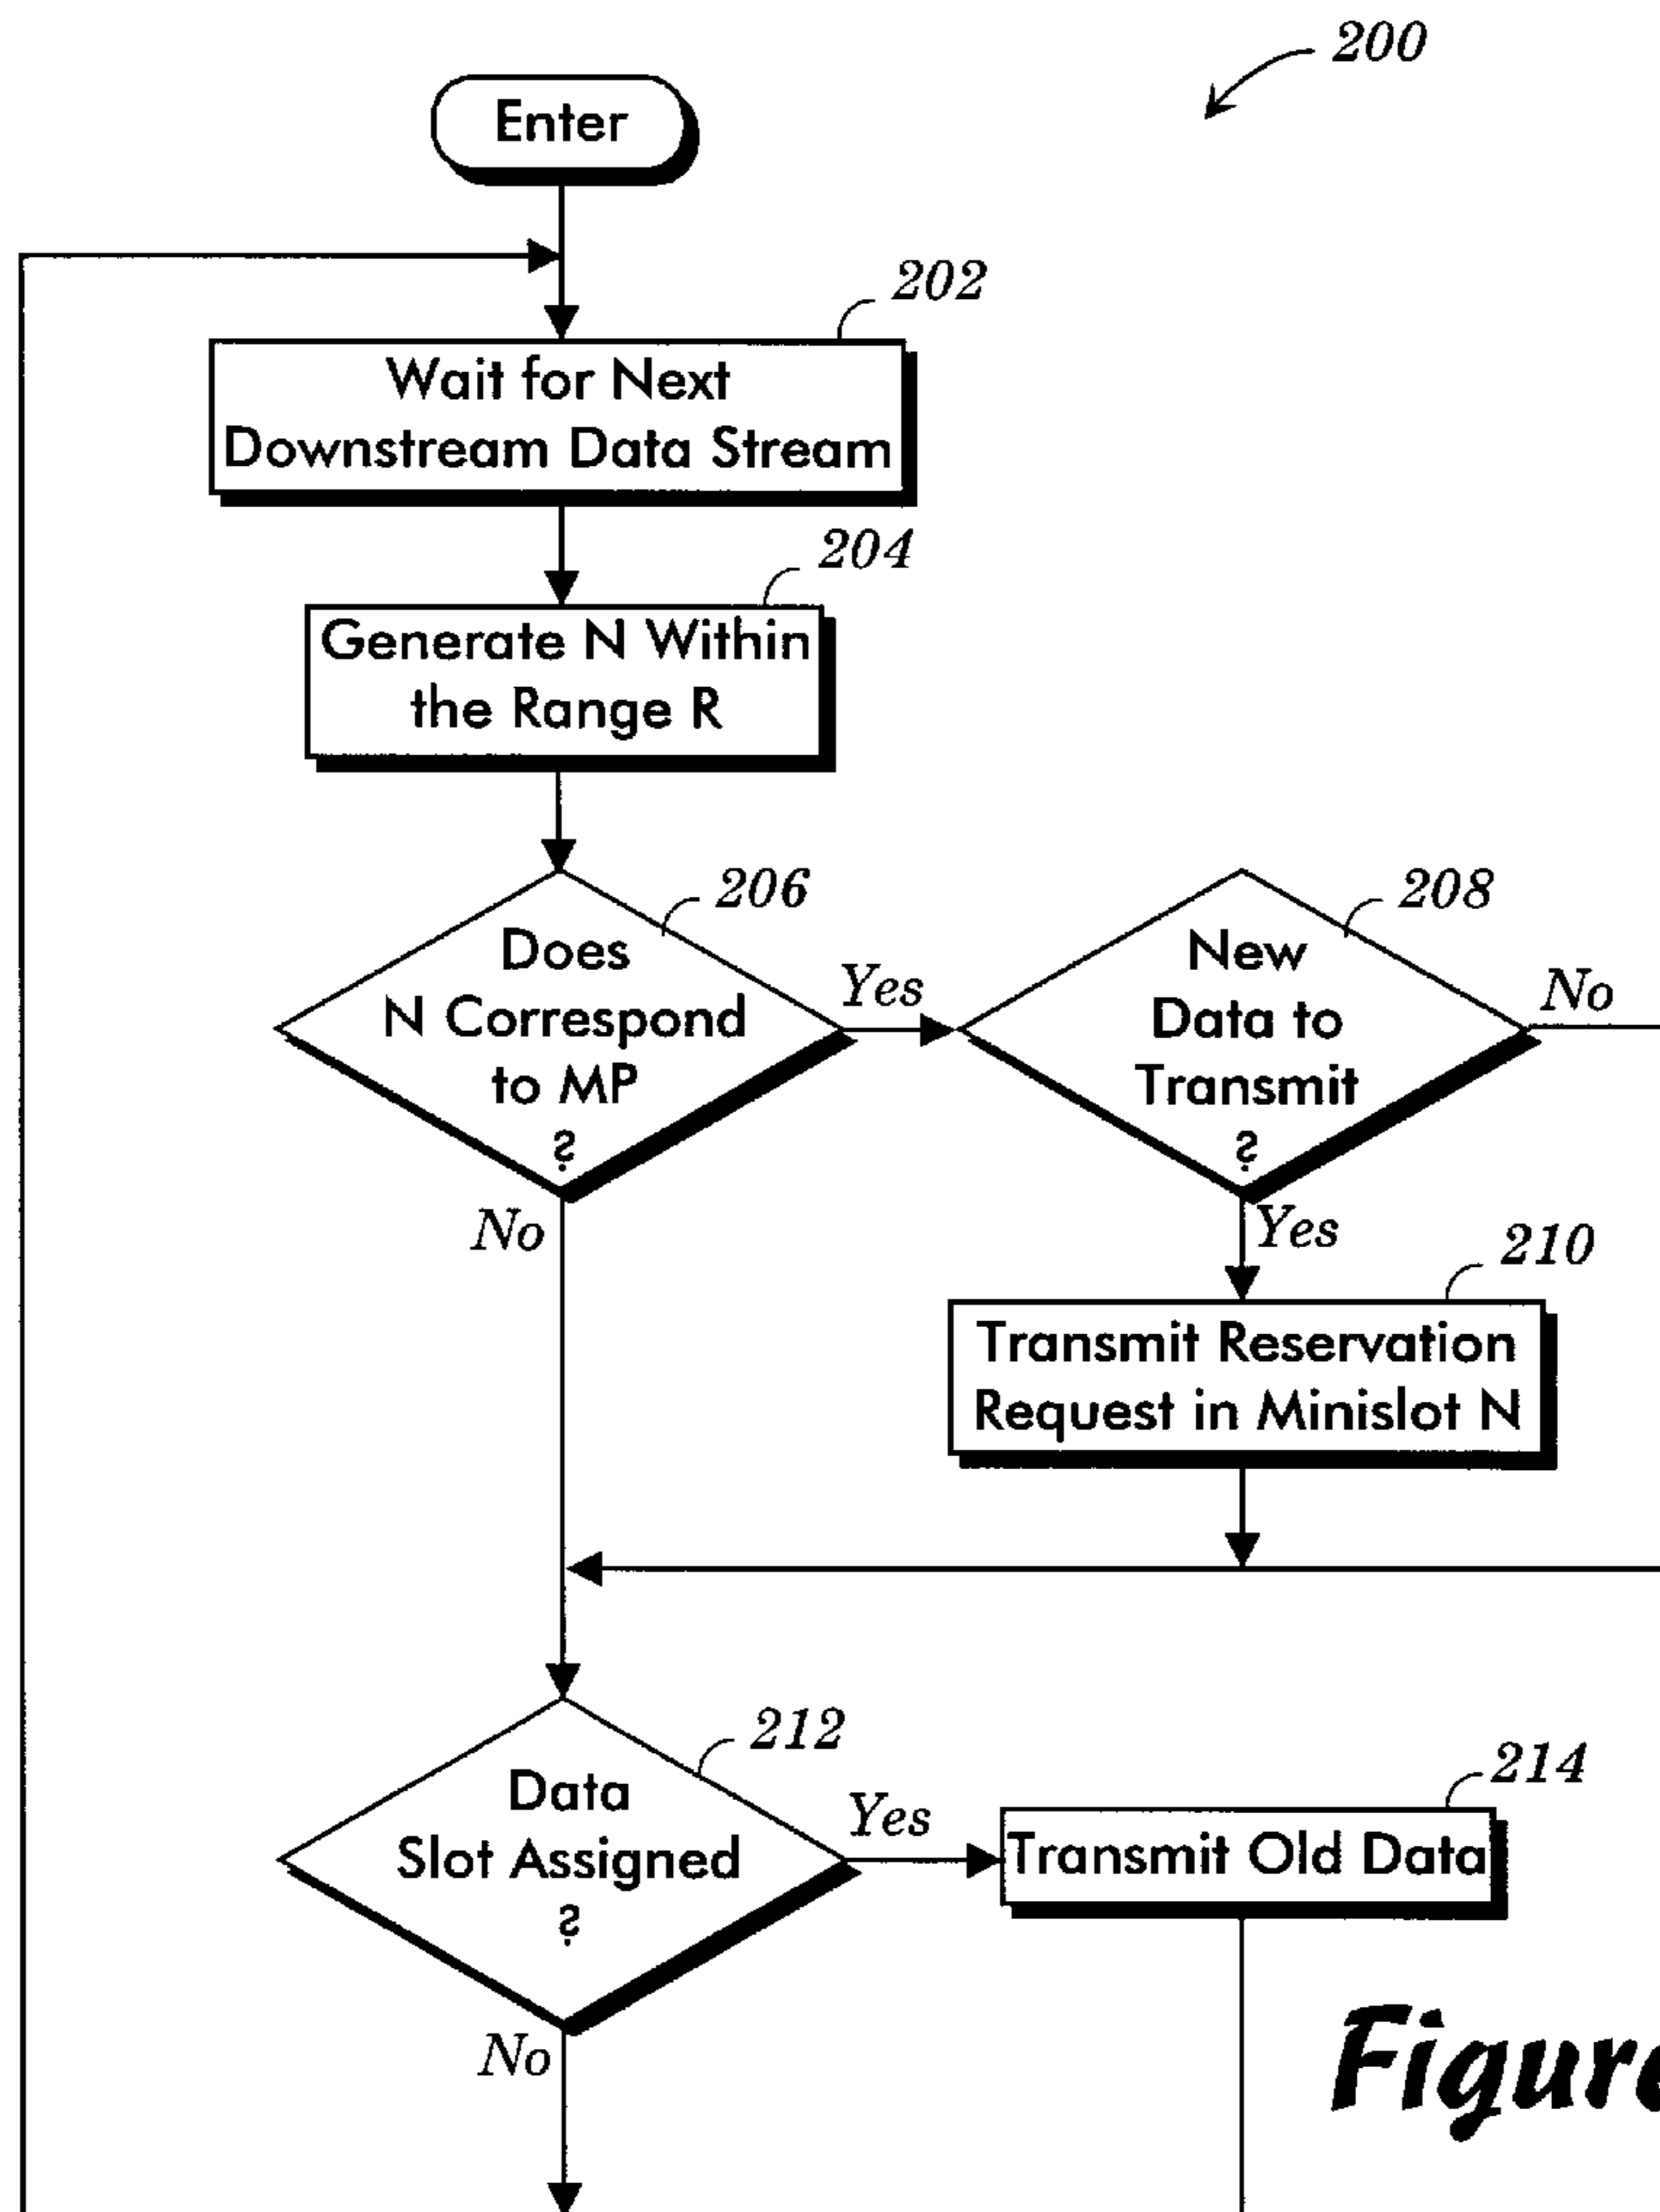 200
Enter
202
Wait for Next
Downstream Data Stream
204
Generate N Within
the Range R
206
Does
N Correspond
to MP
?
Yes
No
208
New
Data to
Transmit
?
No
Yes
210
Transmit Reservation
Request in Minislot N
212
Data
Slot Assigned
?
Yes
No
214
Transmit Old Data
Figure